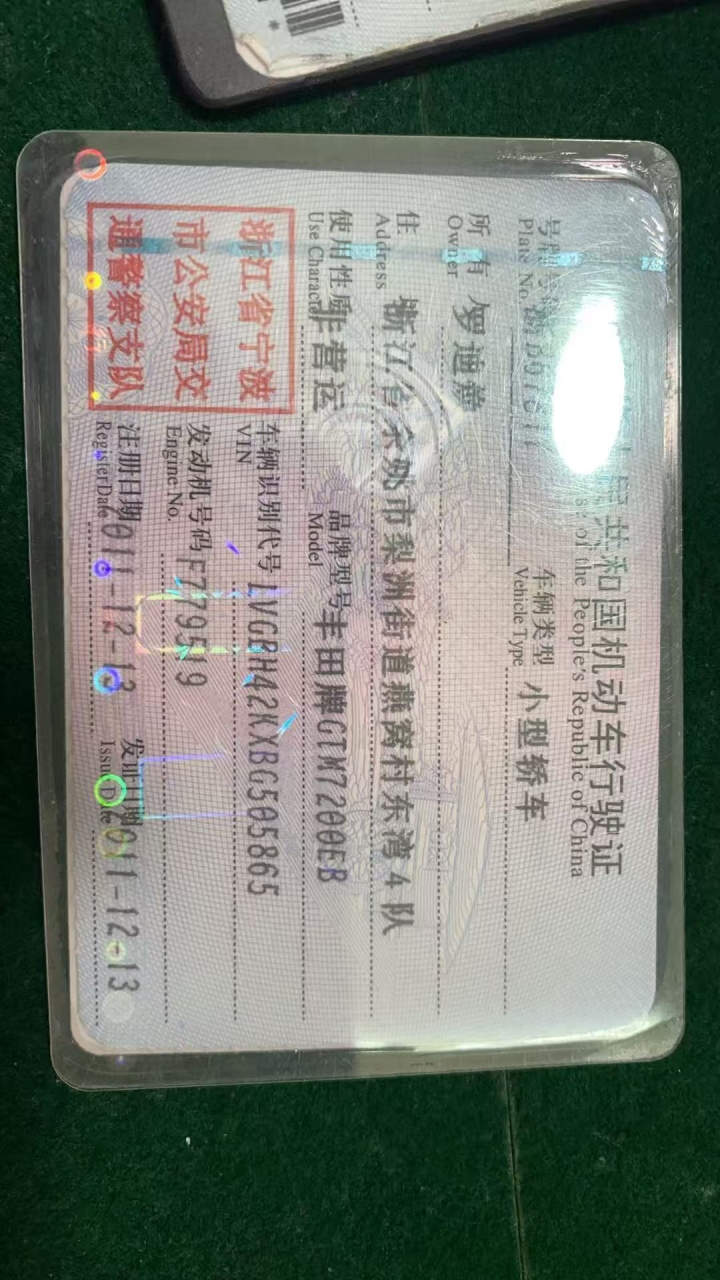 共和国机动车行驶证
of the People's Republic of China
Plate No.
车辆类型 小型轿车
Vehicle Type
所有 罗迪
Owner
住 浙江省余姚市梨洲街道燕窝村东湾4队
Address
使用性质 非营运
Use Character
品牌型号 丰田牌GTM7200EB
Model
浙江省宁波
市公安局交
通警察支队
车辆识别代号 LVGBH42KXBG505865
VIN
发动机号码 F779519
Engine No.
注册日期 011-12-13
Register Date
发证日期 011-12-13
Issue Date